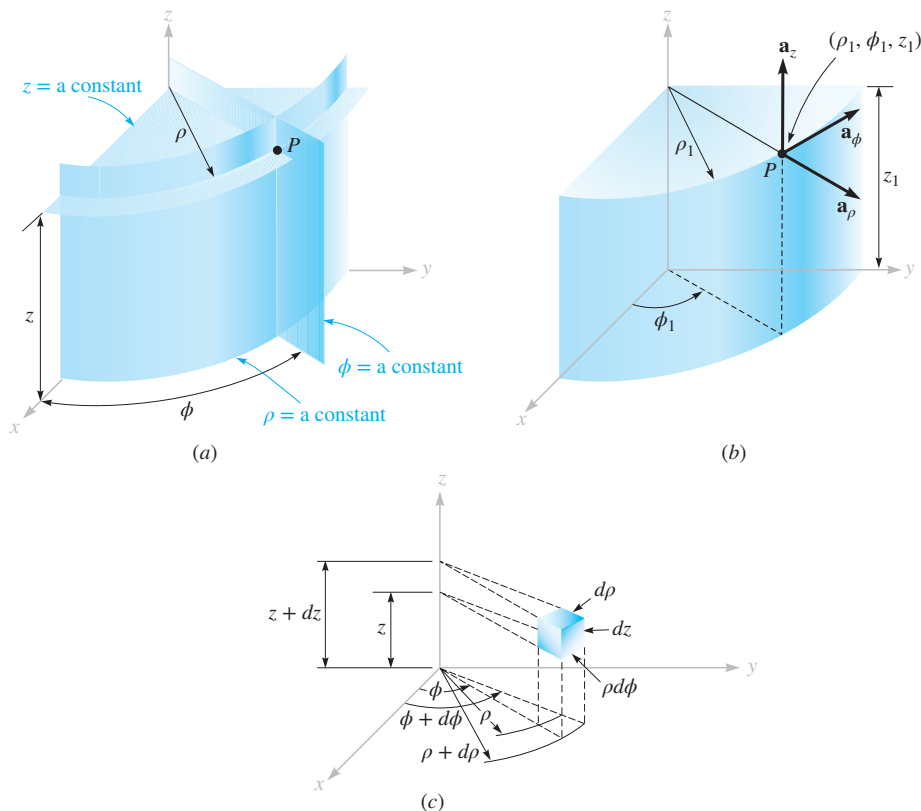 z
z = a constant
ρ
P
y
z
ϕ = a constant
ϕ
ρ = a constant
x
(a)
z
a_z
(ρ₁, ϕ₁, z₁)
ρ₁
a_ϕ
P
z₁
a_ρ
y
ϕ₁
x
(b)
z
dρ
z + dz
z
dz
ρdϕ
y
ϕ
ϕ + dϕ
ρ
ρ + dρ
x
(c)